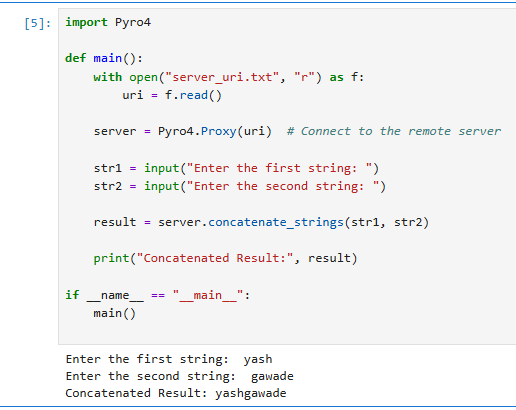 [5]: import Pyro4
def main():
    with open("server_uri.txt", "r") as f:
        uri = f.read()
    server = Pyro4.Proxy(uri)  # Connect to the remote server
    str1 = input("Enter the first string: ")
    str2 = input("Enter the second string: ")
    result = server.concatenate_strings(str1, str2)
    print("Concatenated Result:", result)
if __name__ == "__main__":
    main()
Enter the first string:  yash
Enter the second string:  gawade
Concatenated Result: yashgawade